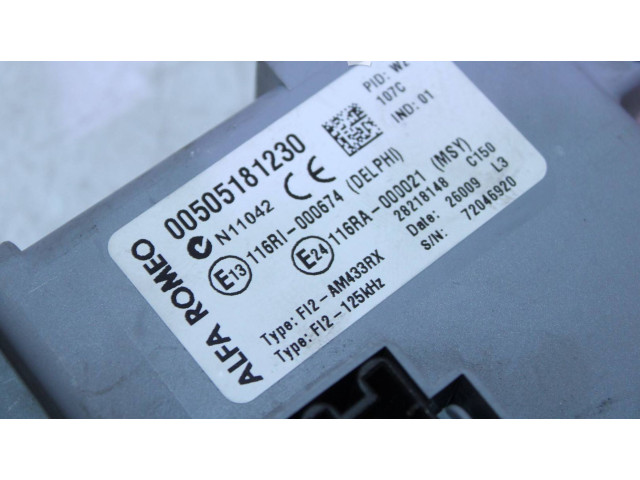 ALFA ROMEO
00505181230
N11042 CE
E13 116RI-000674 (DELPHI)
E24 116RA-000021 (MSY)
Type: FI2-AM433RX
Type: FI2-125kHz
PID:
107C
IND: 01
28218148 C150
Date: 26009 L3
S/N: 72046920